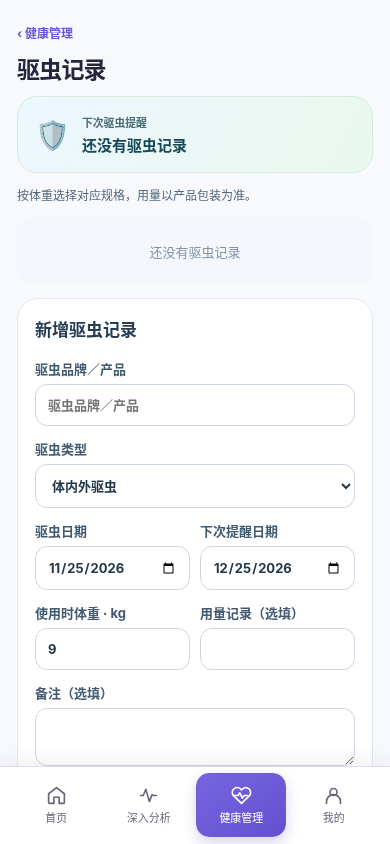 ‹ 健康管理
驱虫记录
下次驱虫提醒
还没有驱虫记录
按体重选择对应规格，用量以产品包装为准。
还没有驱虫记录
新增驱虫记录
驱虫品牌／产品
驱虫品牌／产品
驱虫类型
体内外驱虫
驱虫日期
下次提醒日期
11/25/2026
12/25/2026
使用时体重 · kg
用量记录（选填）
9
备注（选填）
首页
深入分析
健康管理
我的